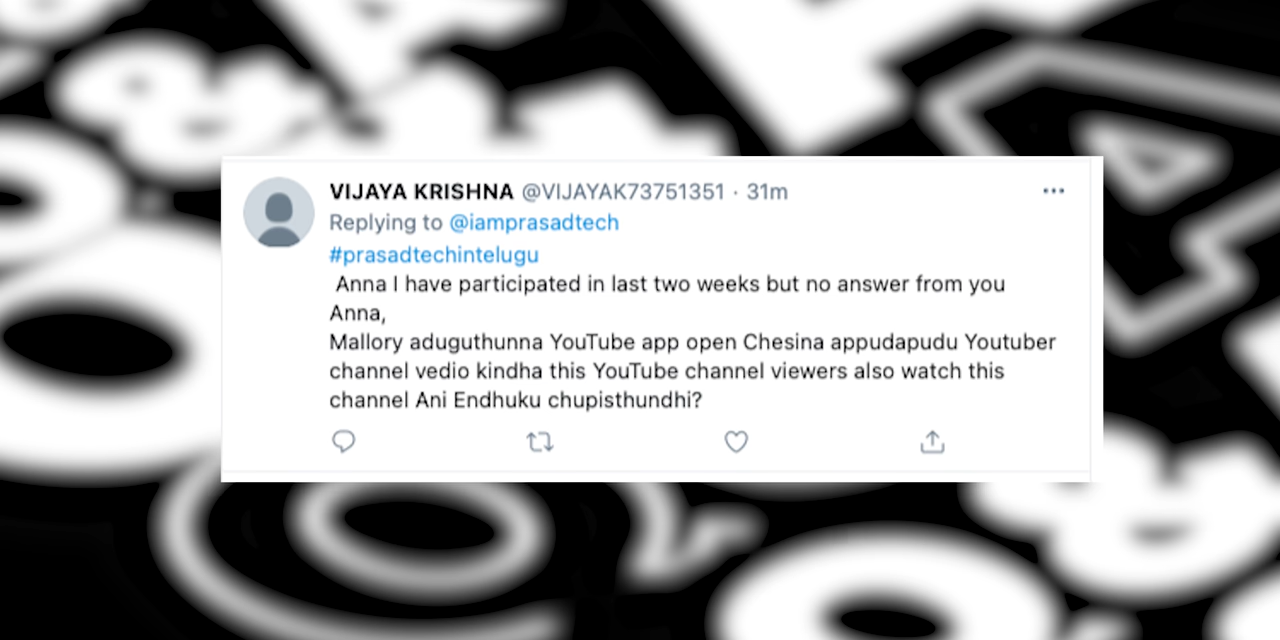 VIJAYA KRISHNA @VIJAYAK73751351 · 31m
Replying to @iamprasadtech
#prasadtechintelugu
Anna I have participated in last two weeks but no answer from you
Anna,
Mallory aduguthunna YouTube app open Chesina appudapudu Youtuber
channel vedio kindha this YouTube channel viewers also watch this
channel Ani Endhuku chupisthundhi?